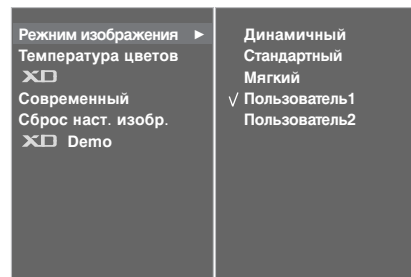 Режим изображения ►
Температура цветов
XD
Современный
Сброс наст. изобр.
XD Demo
Динамичный
Стандартный
Мягкий
√ Пользователь1
Пользователь2